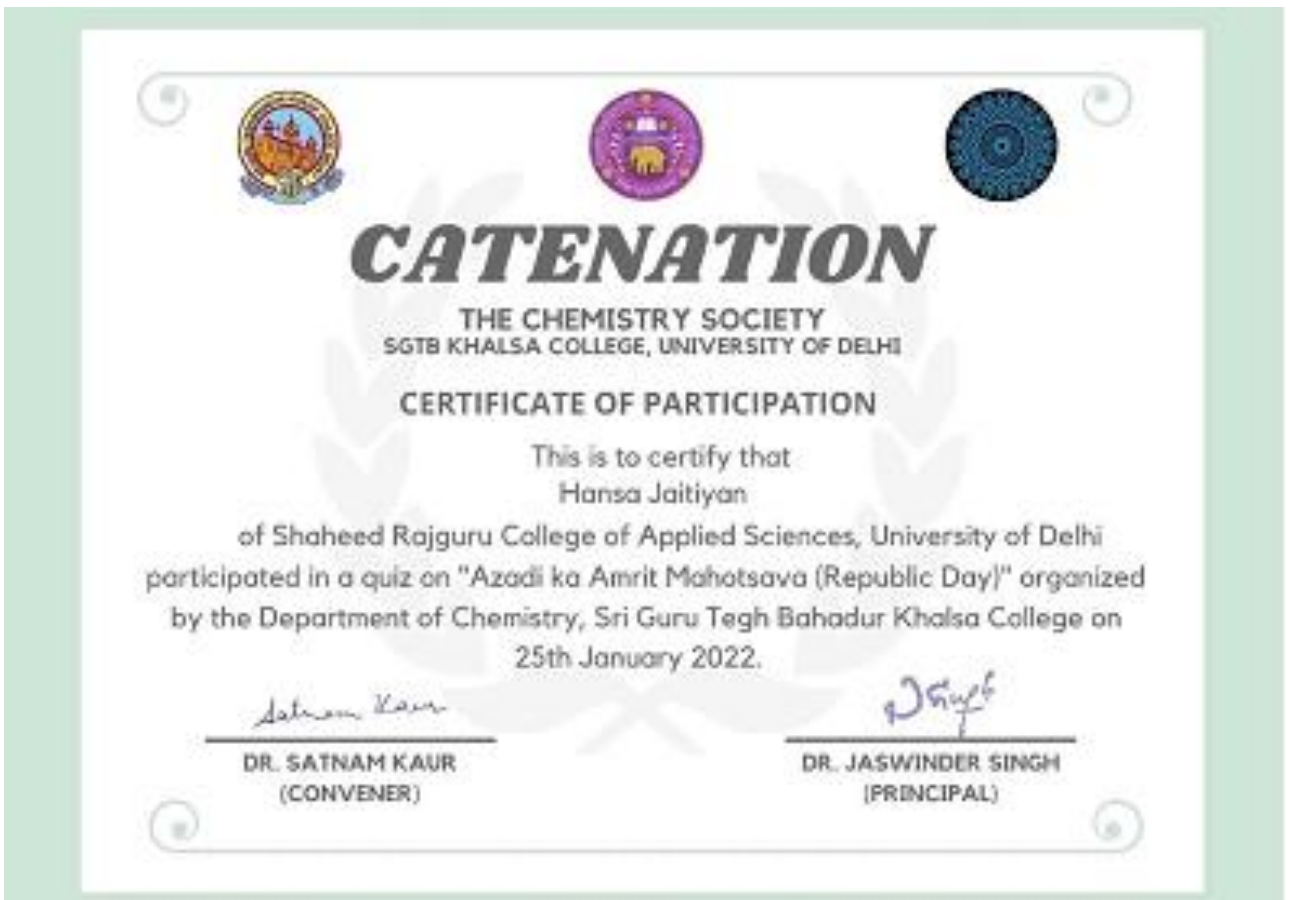 CATENATION
THE CHEMISTRY SOCIETY
SGTB KHALSA COLLEGE, UNIVERSITY OF DELHI
CERTIFICATE OF PARTICIPATION
This is to certify that
Hansa Jaitiyan
of Shaheed Rajguru College of Applied Sciences, University of Delhi
participated in a quiz on "Azadi ka Amrit Mahotsava (Republic Day)" organized
by the Department of Chemistry, Sri Guru Tegh Bahadur Khalsa College on
25th January 2022.
Satnam Kaur
DR. SATNAM KAUR
(CONVENER)
DR. JASWINDER SINGH
(PRINCIPAL)